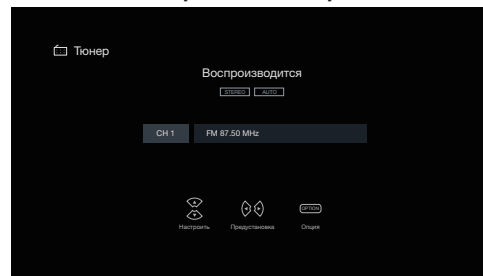 Тюнер
Воспроизводится
STEREO AUTO
CH 1 FM 87.50 MHz
OPTION
Настроить Предустановка Опция